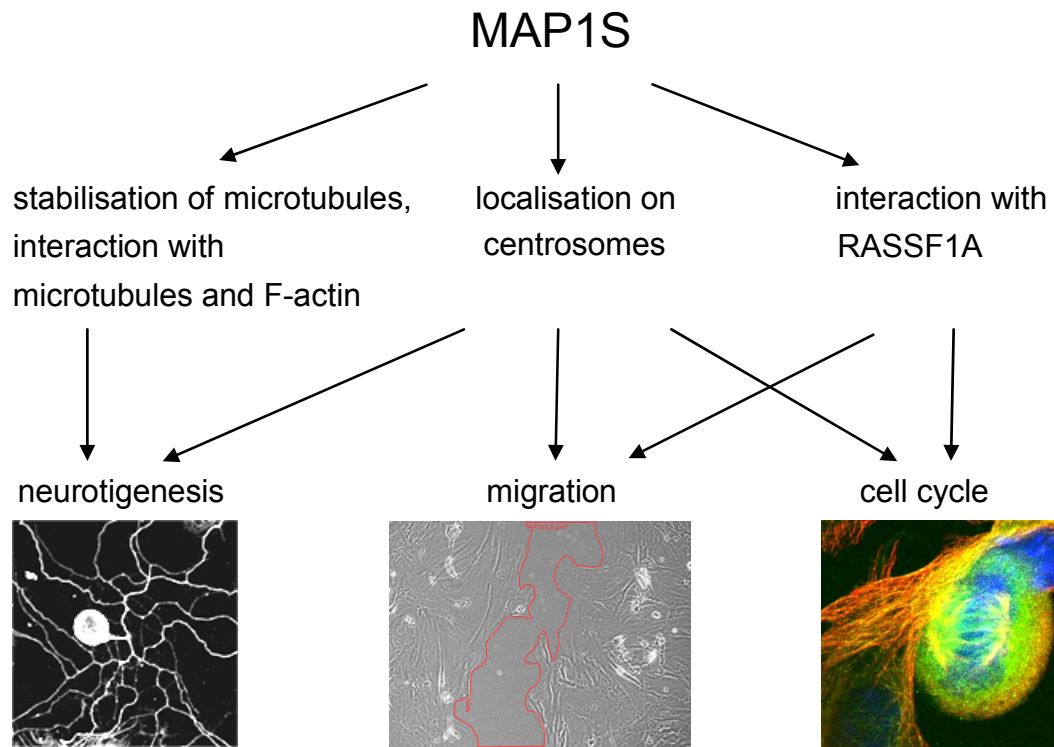 MAP1S
stabilisation of microtubules,
interaction with
microtubules and F-actin
localisation on
centrosomes
interaction with
RASSF1A
neurotigenesis
migration
cell cycle